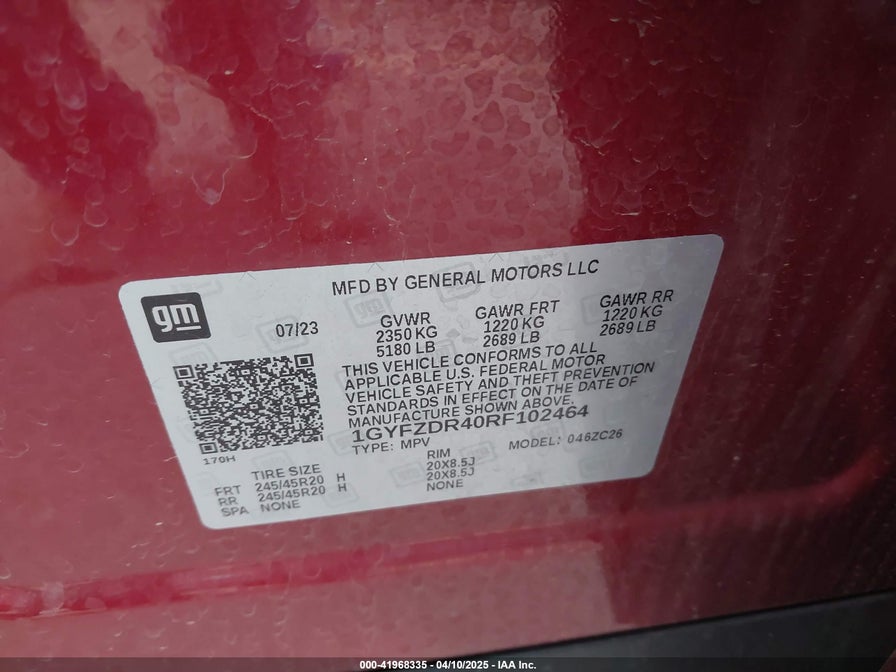 MFD BY GENERAL MOTORS LLC
gm
07/23
GVWR GAWR FRT GAWR RR
2350 KG 1220 KG 1220 KG
5180 LB 2689 LB 2689 LB
THIS VEHICLE CONFORMS TO ALL
APPLICABLE U.S. FEDERAL MOTOR
VEHICLE SAFETY AND THEFT PREVENTION
STANDARDS IN EFFECT ON THE DATE OF
MANUFACTURE SHOWN ABOVE.
1GYFZDR40RF102464
TYPE: MPV MODEL: 046ZC26
170H
TIRE SIZE RIM
FRT 245/45R20 H 20X8.5J
RR 245/45R20 H 20X8.5J
SPA NONE NONE
000-41968335 - 04/10/2025 - IAA Inc.